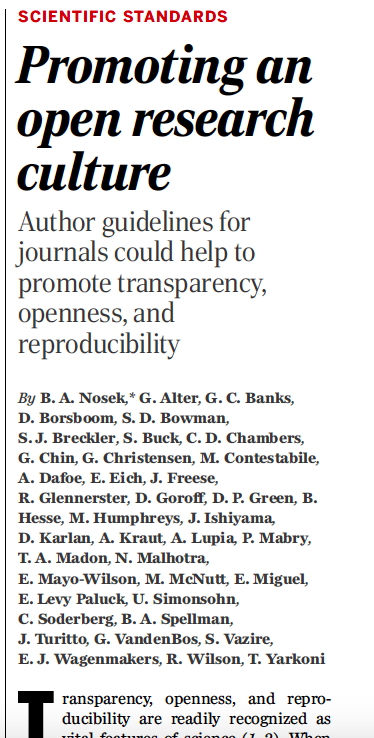 SCIENTIFIC STANDARDS
Promoting an
open research
culture
Author guidelines for
journals could help to
promote transparency,
openness, and
reproducibility
By B. A. Nosek,* G. Alter, G. C. Banks,
D. Borsboom, S. D. Bowman,
S. J. Breckler, S. Buck, C. D. Chambers,
G. Chin, G. Christensen, M. Contestabile,
A. Dafoe, E. Eich, J. Freese,
R. Glennerster, D. Goroff, D. P. Green, B.
Hesse, M. Humphreys, J. Ishiyama,
D. Karlan, A. Kraut, A. Lupia, P. Mabry,
T. A. Madon, N. Malhotra,
E. Mayo-Wilson, M. McNutt, E. Miguel,
E. Levy Paluck, U. Simonsohn,
C. Soderberg, B. A. Spellman,
J. Turitto, G. VandenBos, S. Vazire,
E. J. Wagenmakers, R. Wilson, T. Yarkoni
Transparency, openness, and repro-
ducibility are readily recognized as
vital features of science (1, 2). When